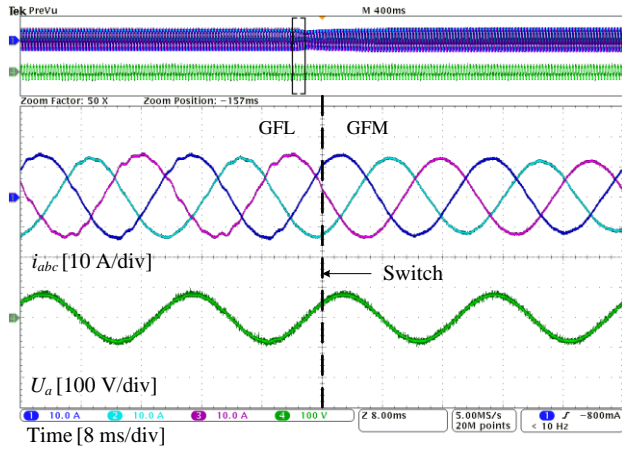 Tek PreVu M 400ms
Zoom Factor: 50 X Zoom Position: -157ms
GFL GFM
i_abc [10 A/div]
Switch
U_a [100 V/div]
1 10.0 A 2 10.0 A 3 10.0 A 4 100 V Z 8.00ms 5.00MS/s 1 -800mA
20M points < 10 Hz
Time [8 ms/div]